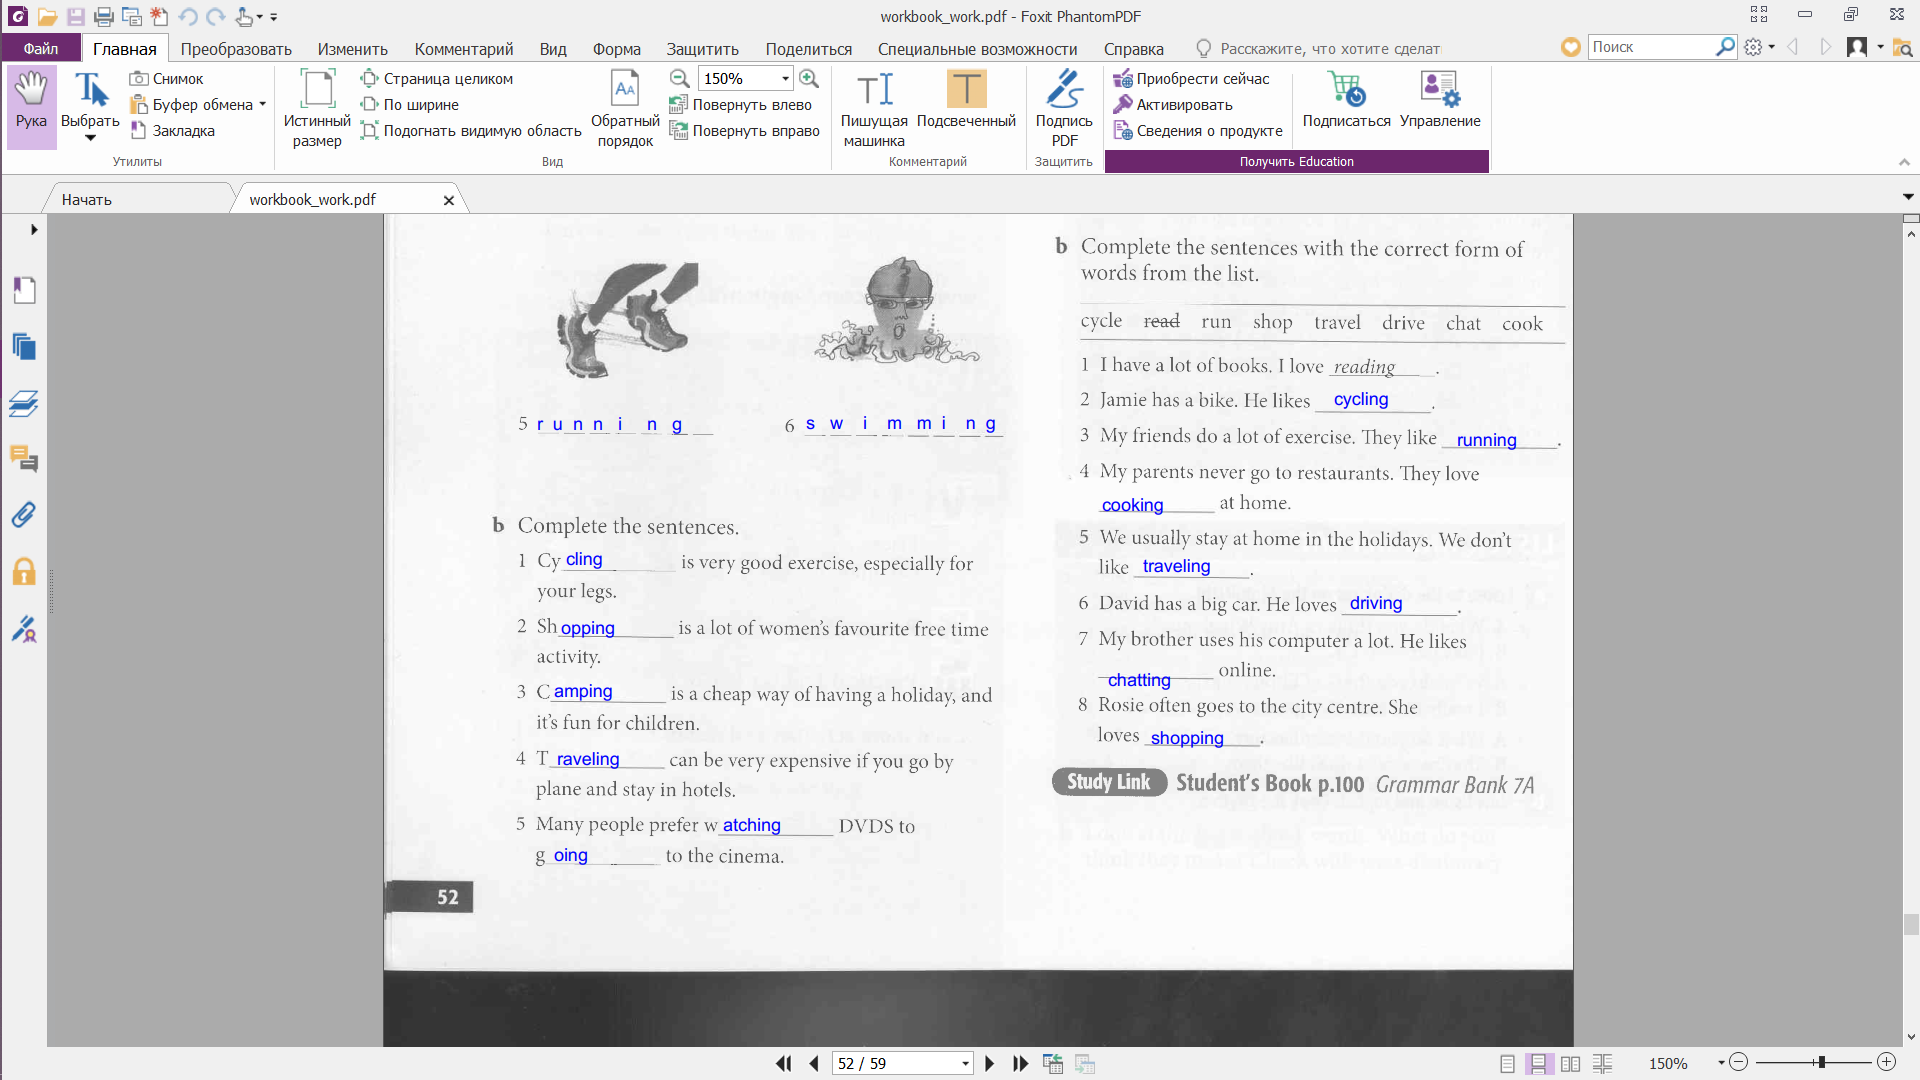 workbook_work.pdf - Foxit PhantomPDF
Файл Главная Преобразовать Изменить Комментарий Вид Форма Защитить Поделиться Специальные возможности Справка Расскажите, что хотите сделат Поиск
Рука
Выбрать
Снимок
Буфер обмена
Закладка
Утилиты
Истинный
размер
Страница целиком
По ширине
Подогнать видимую область
Обратный
порядок
150%
Повернуть влево
Повернуть вправо
Вид
Пишущая
машинка
Подсвеченный
Комментарий
Подпись
PDF
Защитить
Приобрести сейчас
Активировать
Сведения о продукте
Подписаться
Управление
Получить Education
Начать
workbook_work.pdf
5 r u n n i n g
6 s w i m m i n g
b Complete the sentences.
1 Cycling is very good exercise, especially for
your legs.
2 Shopping is a lot of women's favourite free time
activity.
3 Camping is a cheap way of having a holiday, and
it's fun for children.
4 Traveling can be very expensive if you go by
plane and stay in hotels.
5 Many people prefer watching DVDS to
going to the cinema.
52
b Complete the sentences with the correct form of
words from the list.
cycle read run shop travel drive chat cook
1 I have a lot of books. I love reading.
2 Jamie has a bike. He likes cycling.
3 My friends do a lot of exercise. They like running.
4 My parents never go to restaurants. They love
cooking at home.
5 We usually stay at home in the holidays. We don't
like traveling.
6 David has a big car. He loves driving.
7 My brother uses his computer a lot. He likes
chatting online.
8 Rosie often goes to the city centre. She
loves shopping.
Study Link Student's Book p.100 Grammar Bank 7A
52 / 59
150%